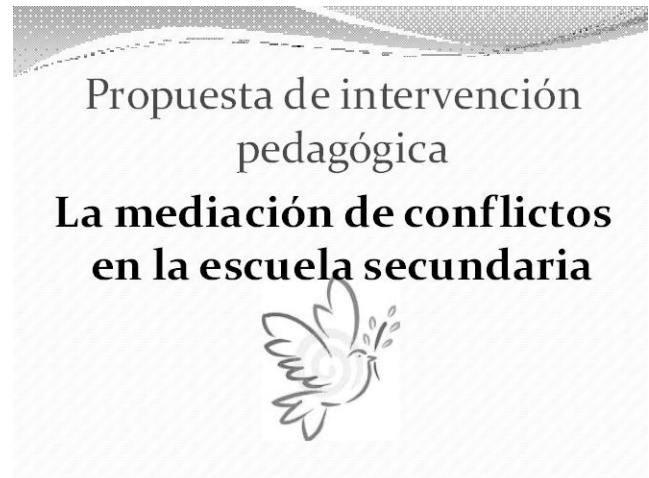 Propuesta de intervención
pedagógica
La mediación de conflictos
en la escuela secundaria